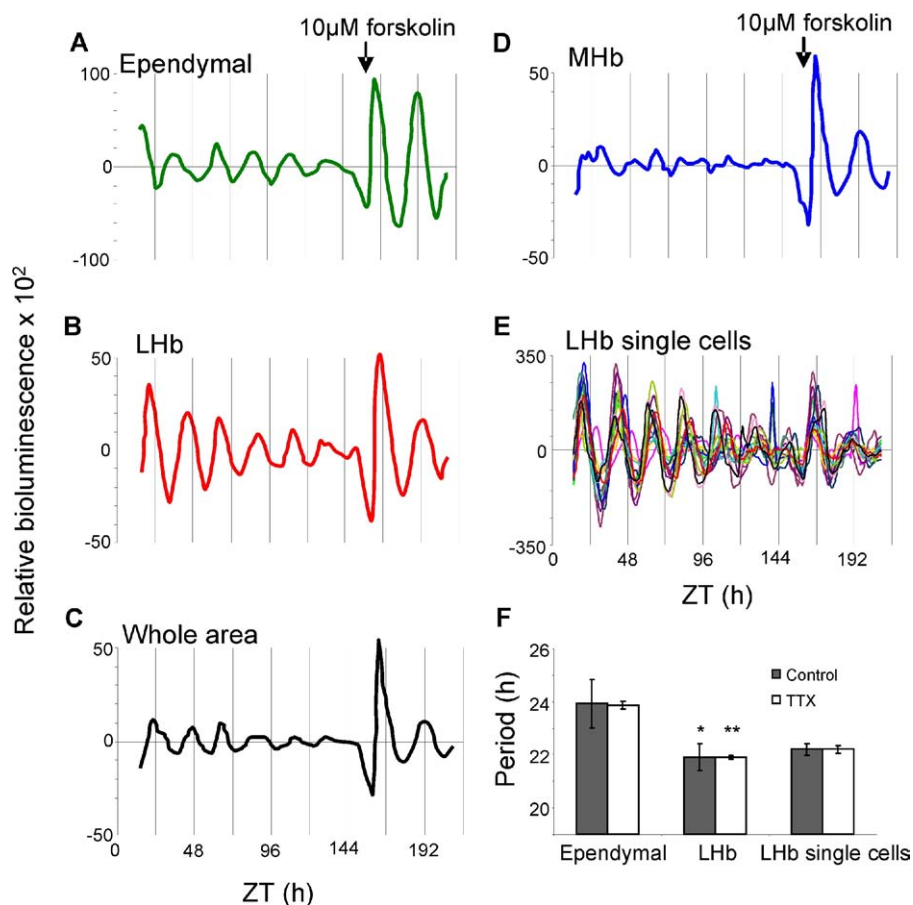 Relative bioluminescence x 10²
A
10µM forskolin
Ependymal
100
0
-100
B
LHb
50
0
-50
C
Whole area
50
0
-50
0 48 96 144 192
ZT (h)
D
10µM forskolin
MHb
50
0
-50
E
LHb single cells
350
0
-350
0 48 96 144 192
ZT (h)
F
Period (h)
26
24
22
20
Control
TTX
* **
Ependymal LHb LHb single cells